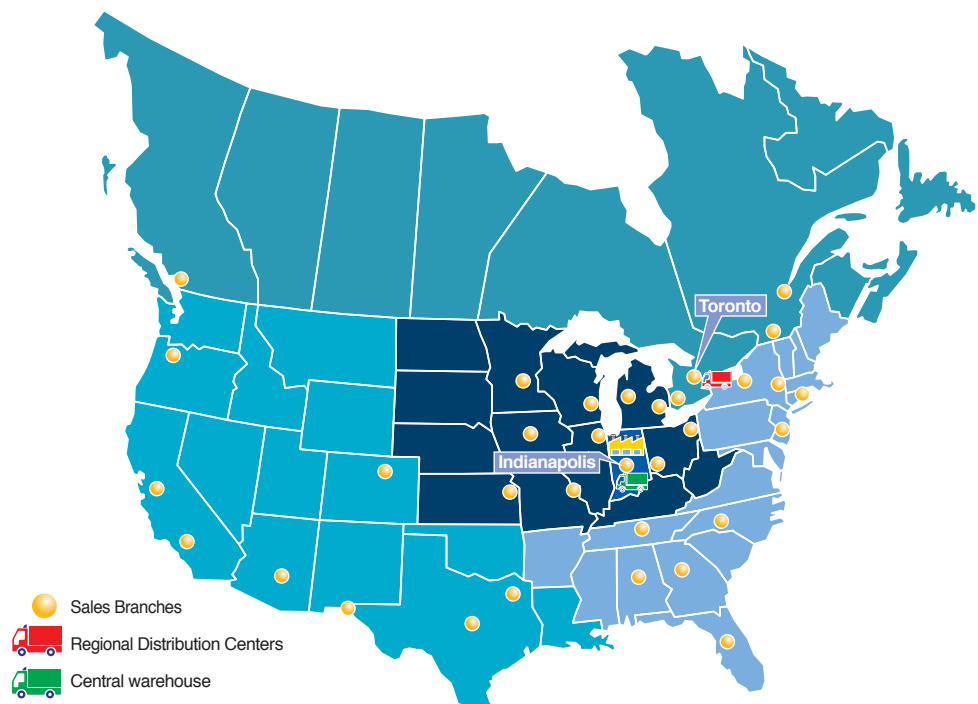 Toronto
Indianapolis
Sales Branches
Regional Distribution Centers
Central warehouse